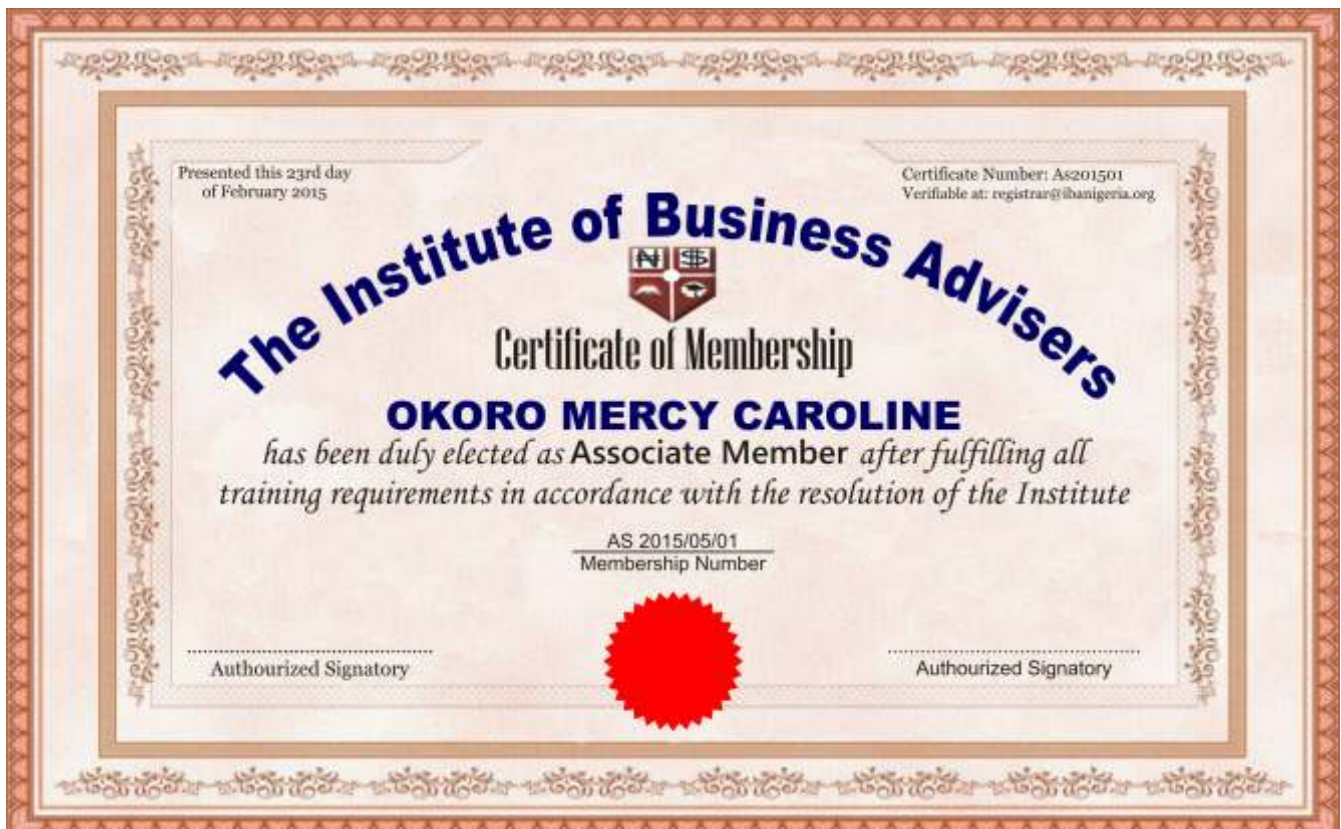 Presented this 23rd day
of February 2015
Certificate Number: As201501
Verifiable at: registrar@ibanigeria.org
The Institute of Business Advisers
₦ $
Certificate of Membership
OKORO MERCY CAROLINE
has been duly elected as Associate Member after fulfilling all
training requirements in accordance with the resolution of the Institute
AS 2015/05/01
Membership Number
Authourized Signatory
Authourized Signatory